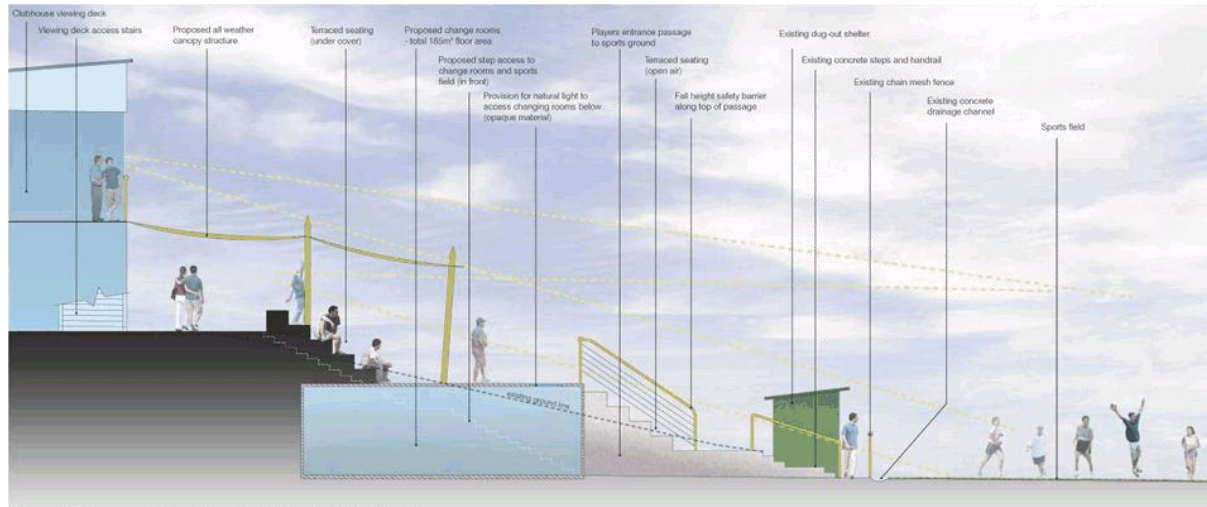 Clubhouse viewing deck
Viewing deck access stairs
Proposed all weather
canopy structure
Terraced seating
(under cover)
Proposed change rooms
- total 185m² floor area
Proposed step access to
change rooms and sports
field (in front)
Provision for natural light to
access changing rooms below
(opaque material)
Players entrance passage
to sports ground
Terraced seating
(open air)
Fall height safety barrier
along top of passage
Existing dug-out shelter
Existing concrete steps and handrail
Existing chain mesh fence
Existing concrete
drainage channel
Sports field
existing ground line